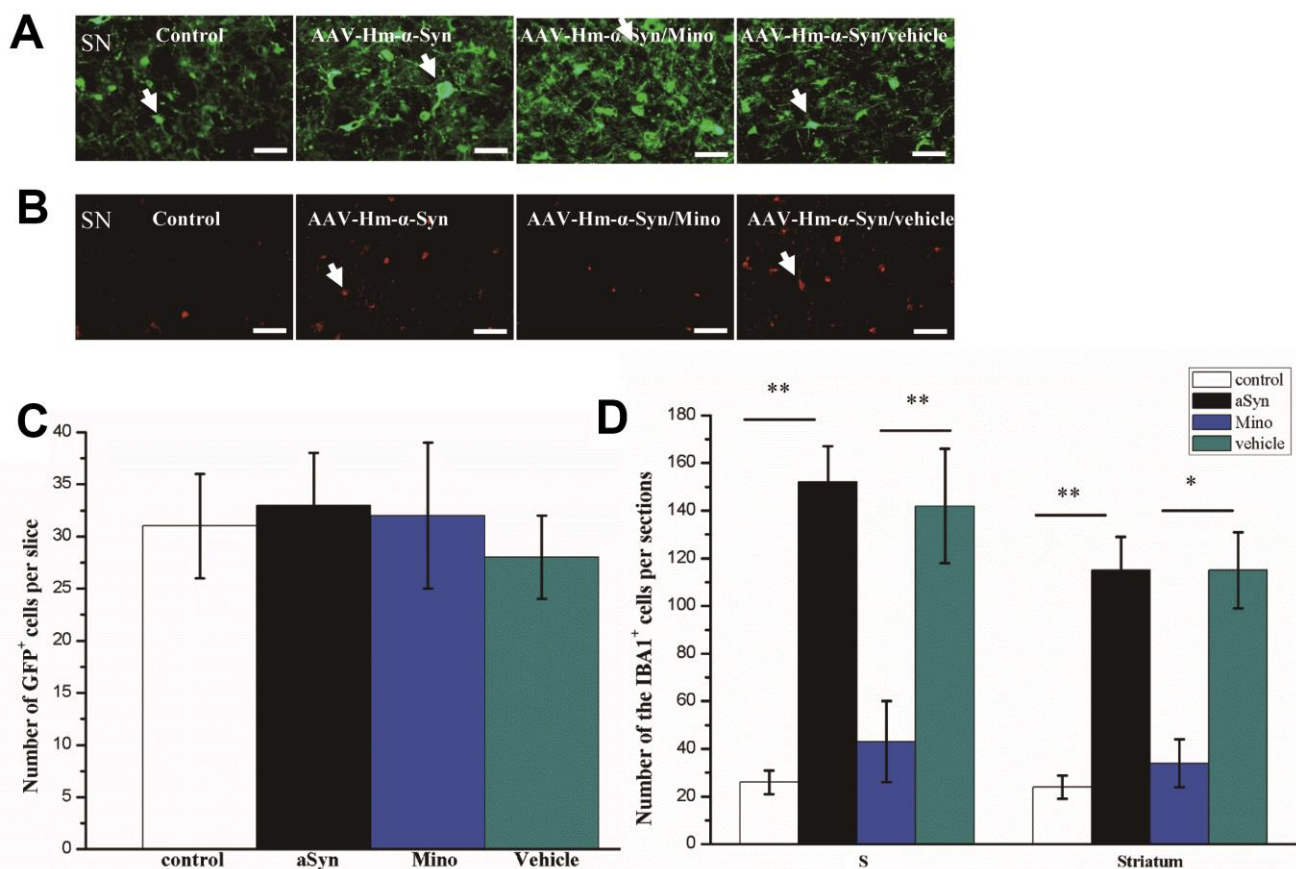 A
SN Control AAV-Hm-α-Syn AAV-Hm-α-Syn/Mino AAV-Hm-α-Syn/vehicle
B
SN Control AAV-Hm-α-Syn AAV-Hm-α-Syn/Mino AAV-Hm-α-Syn/vehicle
C
Number of GFP⁺ cells per slice
40
35
30
25
20
15
10
5
0
control aSyn Mino Vehicle
D
control
aSyn
Mino
vehicle
** ** ** *
Number of the IBA1⁺ cells per sections
180
160
140
120
100
80
60
40
20
0
S Striatum